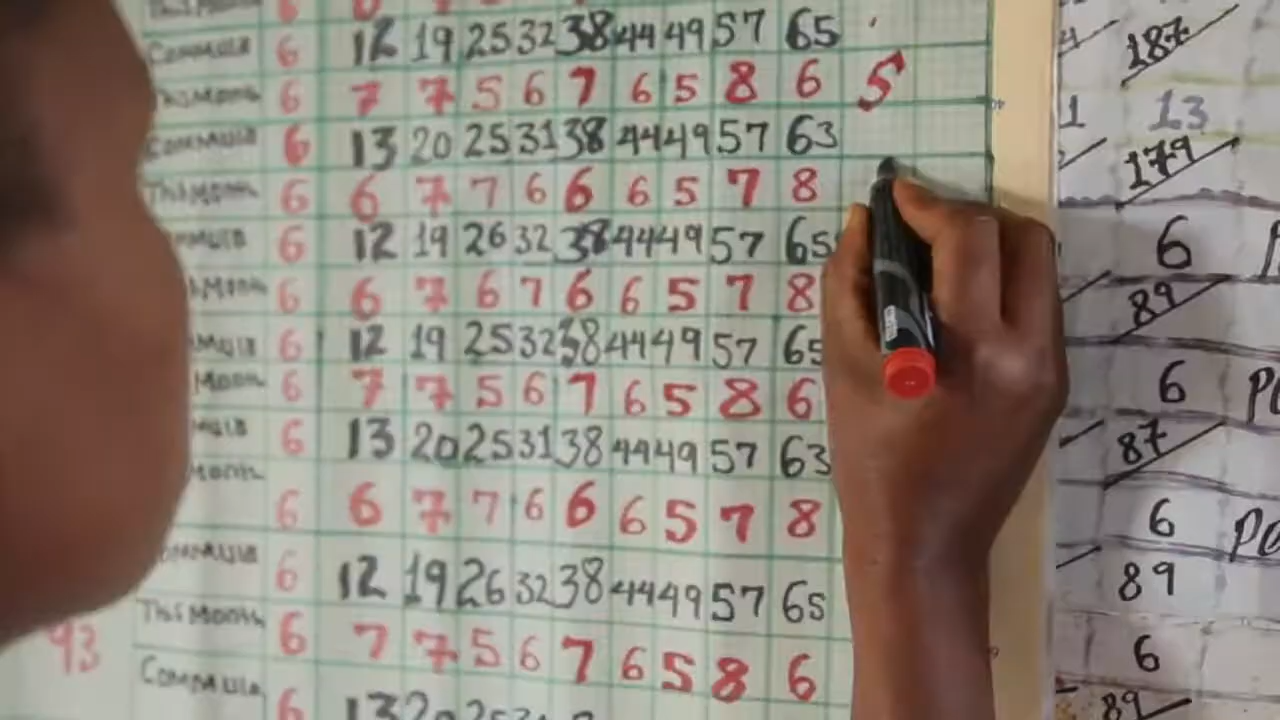 6 12 19 25 32 38 44 49 57 65
This Month 6 7 7 5 6 7 6 5 8 6 5
6 13 20 25 31 38 44 49 57 63
This Month 6 6 7 7 6 6 6 5 7 8
6 12 19 26 32 38 44 49 57 65
Month 6 6 7 6 7 6 6 5 7 8
6 12 19 25 32 38 44 49 57 65
Month 6 7 7 5 6 7 6 5 8 6
6 13 20 25 31 38 44 49 57 63
6 6 7 7 6 6 6 5 7 8
6 12 19 26 32 38 44 49 57 65
This Month 6 7 7 5 6 7 6 5 8 6
93
6 13 20 25
187
1 13
179
6
89
6
87
6
89
6
89